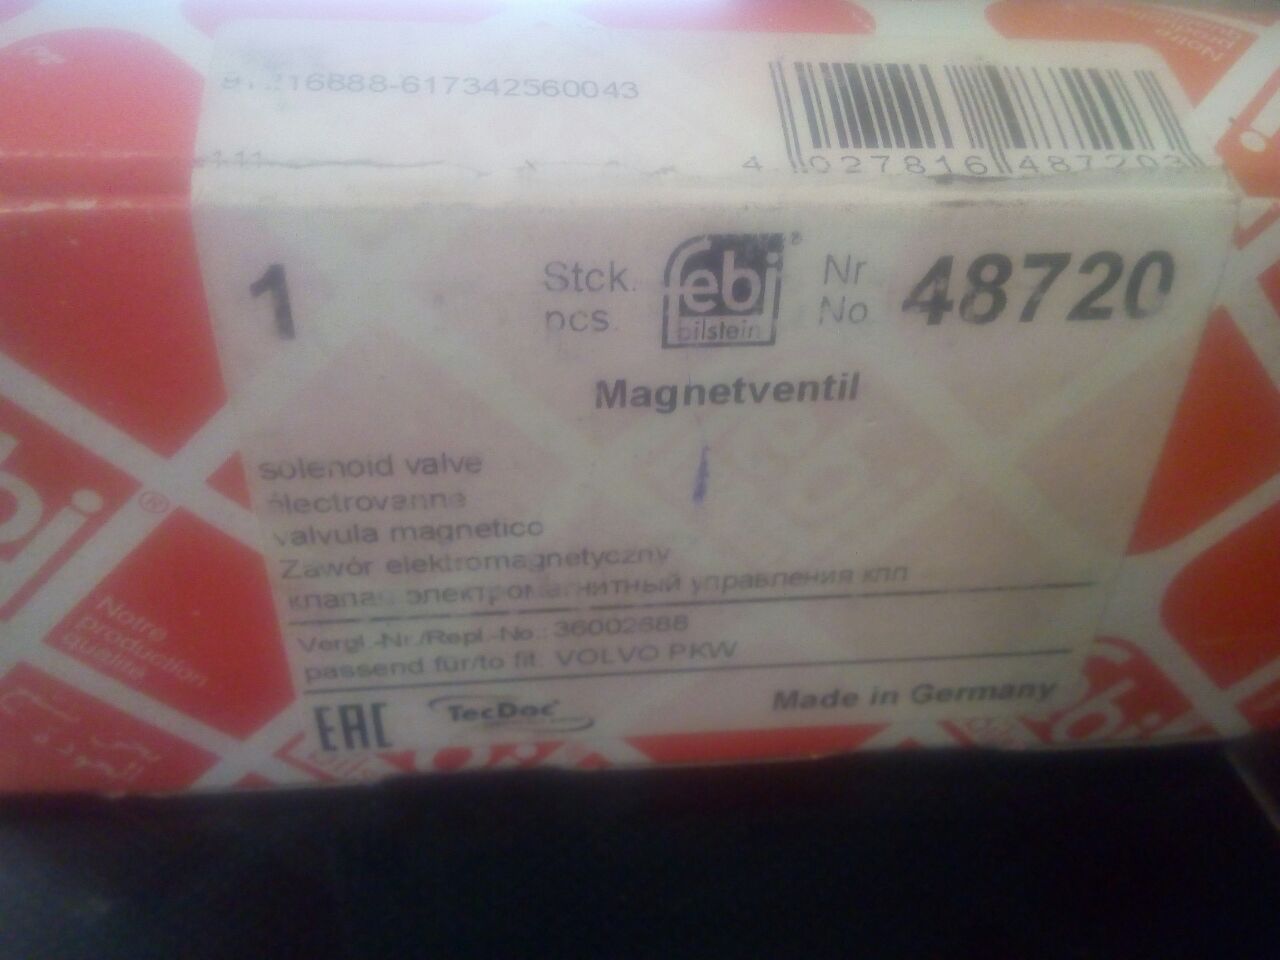 16888-617342560043
4 027816 487203
1
Stck.
pcs.
febi
bilstein
®
Nr
No
48720
Magnetventil
solenoid valve
électrovanne
valvula magnetico
Zawór elektromagnetyczny
клапан электромагнитный управления кпп
Vergl.-Nr./Repl.-No.: 36002688
passend für/to fit: VOLVO PKW
EAC
TecDoc
Made in Germany
Notre
production
qualité